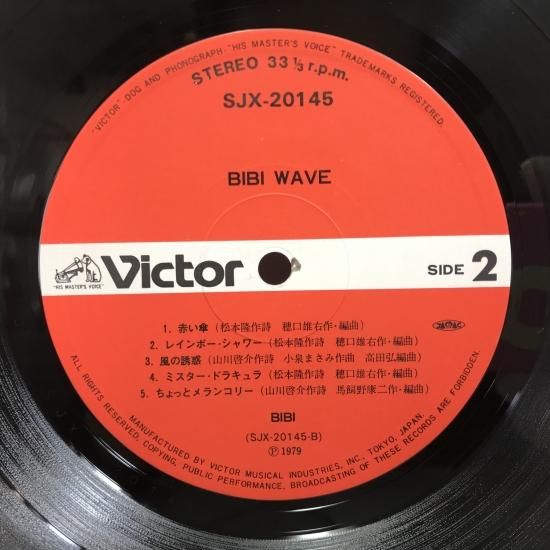 "VICTOR"-DOG AND PHONOGRAPH-"HIS MASTER'S VOICE" TRADEMARKS REGISTERED.
STEREO 33 1/3 r.p.m.
SJX-20145
BIBI WAVE
"HIS MASTER'S VOICE"
Victor
SIDE 2
1. 赤い傘(松本隆作詩 穂口雄右作・編曲)
2. レインボー・シャワー(松本隆作詩 穂口雄右作・編曲)
3. 風の誘惑(山川啓介作詩 小泉まさみ作曲 高田弘編曲)
4. ミスター・ドラキュラ(松本隆作詩 穂口雄右作・編曲)
5. ちょっとメランコリー(山川啓介作詩 馬飼野康二作・編曲)
JASRAC
BIBI
(SJX-20145-B)
Ⓟ 1979
ALL RIGHTS RESERVED, COPYING, PUBLIC PERFORMANCE, BROADCASTING OF THESE RECORDS ARE FORBIDDEN.
MANUFACTURED BY VICTOR MUSICAL INDUSTRIES, INC., TOKYO, JAPAN.